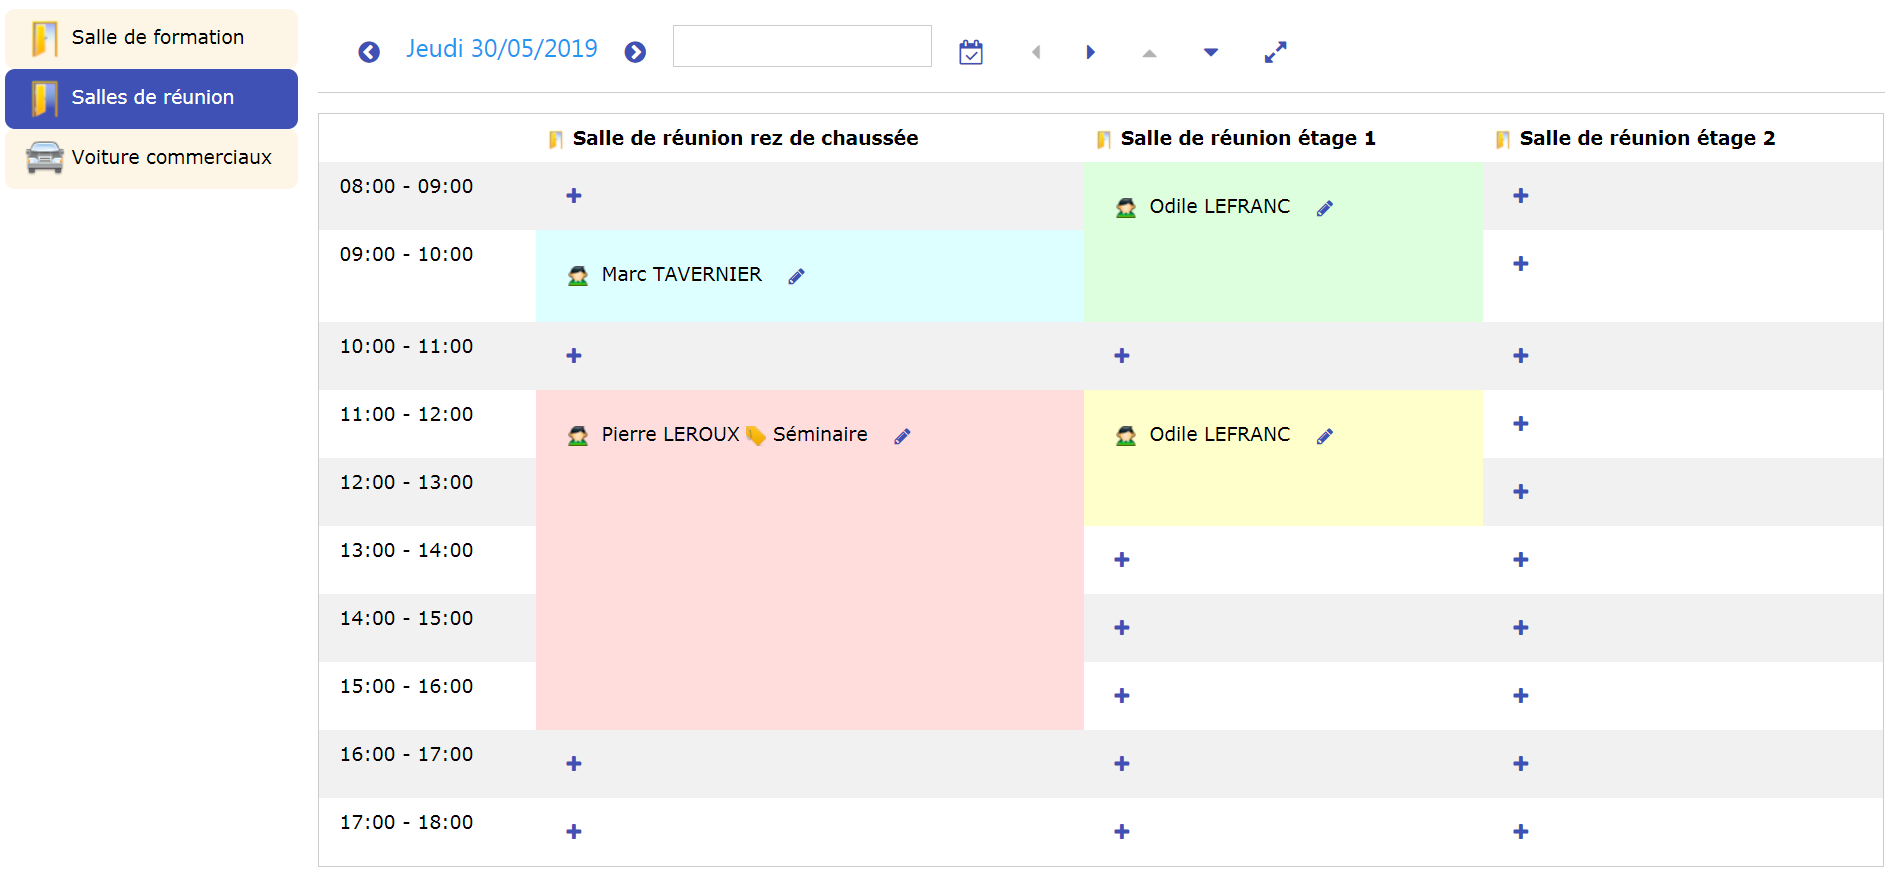 Salle de formation
Salles de réunion
Voiture commerciaux
Jeudi 30/05/2019
Salle de réunion rez de chaussée Salle de réunion étage 1 Salle de réunion étage 2
08:00 - 09:00 Odile LEFRANC
09:00 - 10:00 Marc TAVERNIER
10:00 - 11:00
11:00 - 12:00 Pierre LEROUX Séminaire Odile LEFRANC
12:00 - 13:00
13:00 - 14:00
14:00 - 15:00
15:00 - 16:00
16:00 - 17:00
17:00 - 18:00